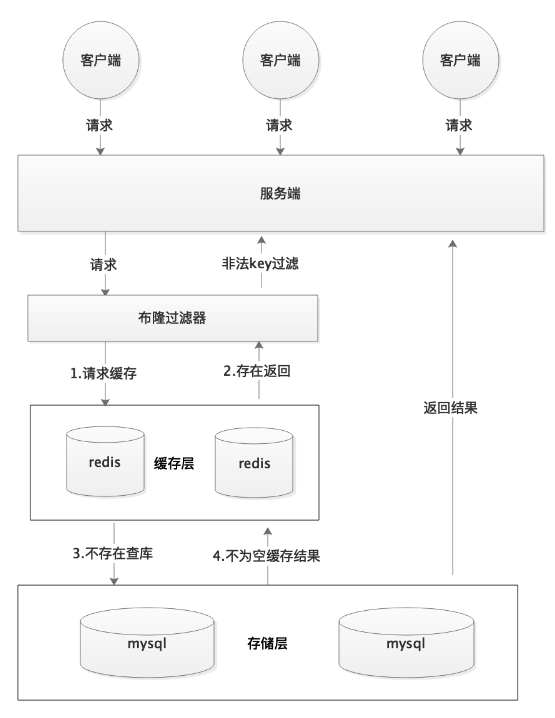 客户端
客户端
客户端
请求
请求
请求
服务端
请求
非法key过滤
布隆过滤器
1.请求缓存
2.存在返回
返回结果
redis
缓存层
redis
3.不存在查库
4.不为空缓存结果
mysql
存储层
mysql